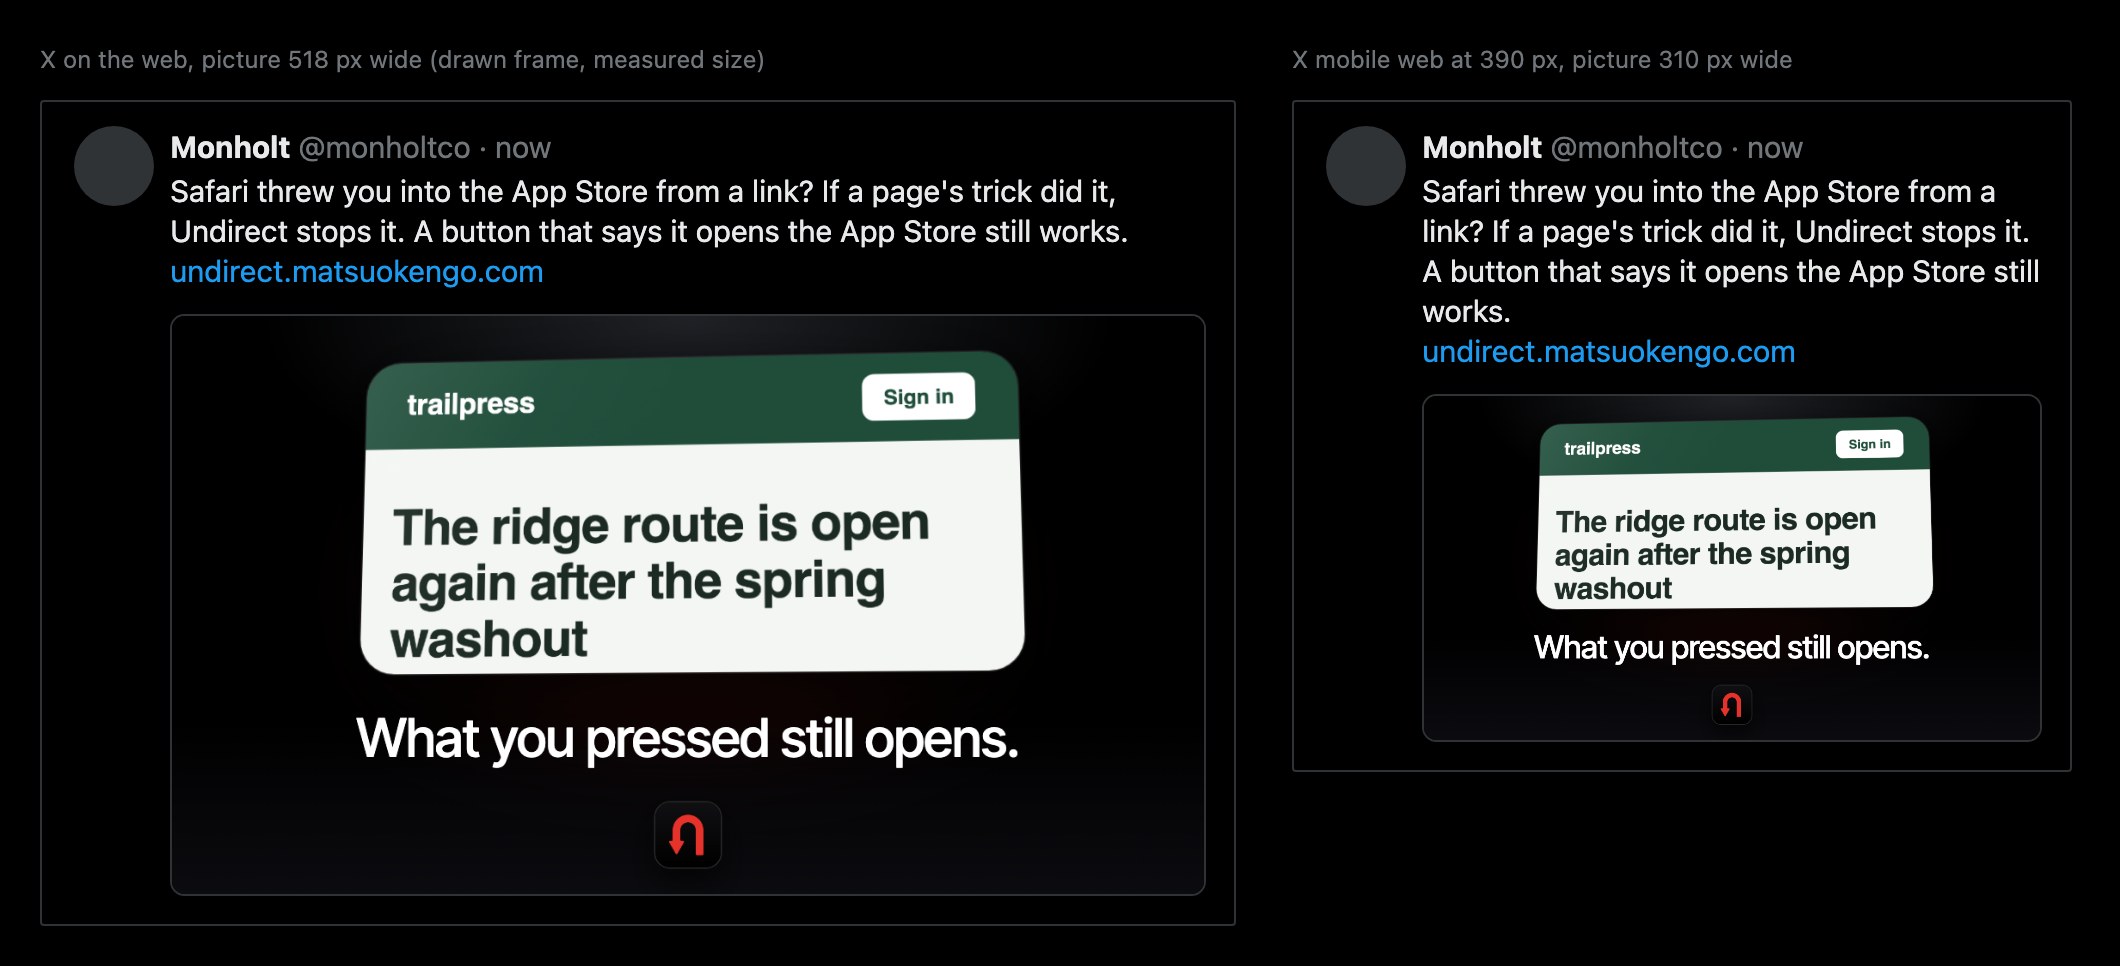 X on the web, picture 518 px wide (drawn frame, measured size)
Monholt @monholtco · now
Safari threw you into the App Store from a link? If a page's trick did it,
Undirect stops it. A button that says it opens the App Store still works.
undirect.matsuokengo.com
trailpress
Sign in
The ridge route is open
again after the spring
washout
What you pressed still opens.
X mobile web at 390 px, picture 310 px wide
Monholt @monholtco · now
Safari threw you into the App Store from a
link? If a page's trick did it, Undirect stops it.
A button that says it opens the App Store still
works.
undirect.matsuokengo.com
trailpress
Sign in
The ridge route is open
again after the spring
washout
What you pressed still opens.